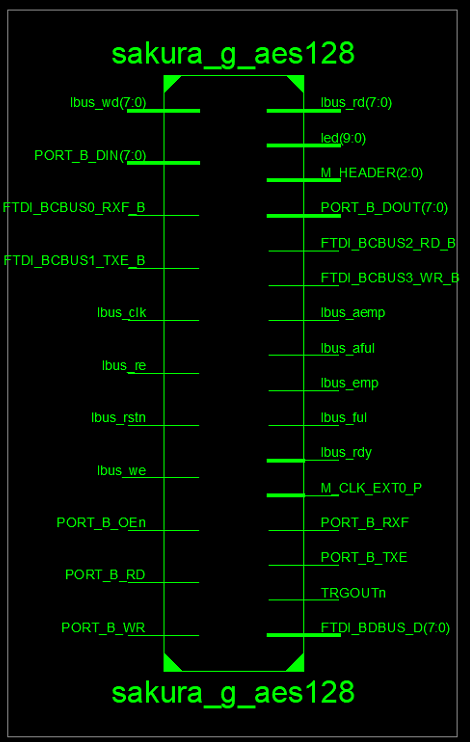 sakura_g_aes128
lbus_wd(7:0)
lbus_rd(7:0)
led(9:0)
PORT_B_DIN(7:0)
M_HEADER(2:0)
FTDI_BCBUS0_RXF_B
PORT_B_DOUT(7:0)
FTDI_BCBUS2_RD_B
FTDI_BCBUS1_TXE_B
FTDI_BCBUS3_WR_B
lbus_clk
lbus_aemp
lbus_aful
lbus_re
lbus_emp
lbus_rstn
lbus_ful
lbus_rdy
lbus_we
M_CLK_EXT0_P
PORT_B_OEn
PORT_B_RXF
PORT_B_TXE
PORT_B_RD
TRGOUTn
PORT_B_WR
FTDI_BDBUS_D(7:0)
sakura_g_aes128